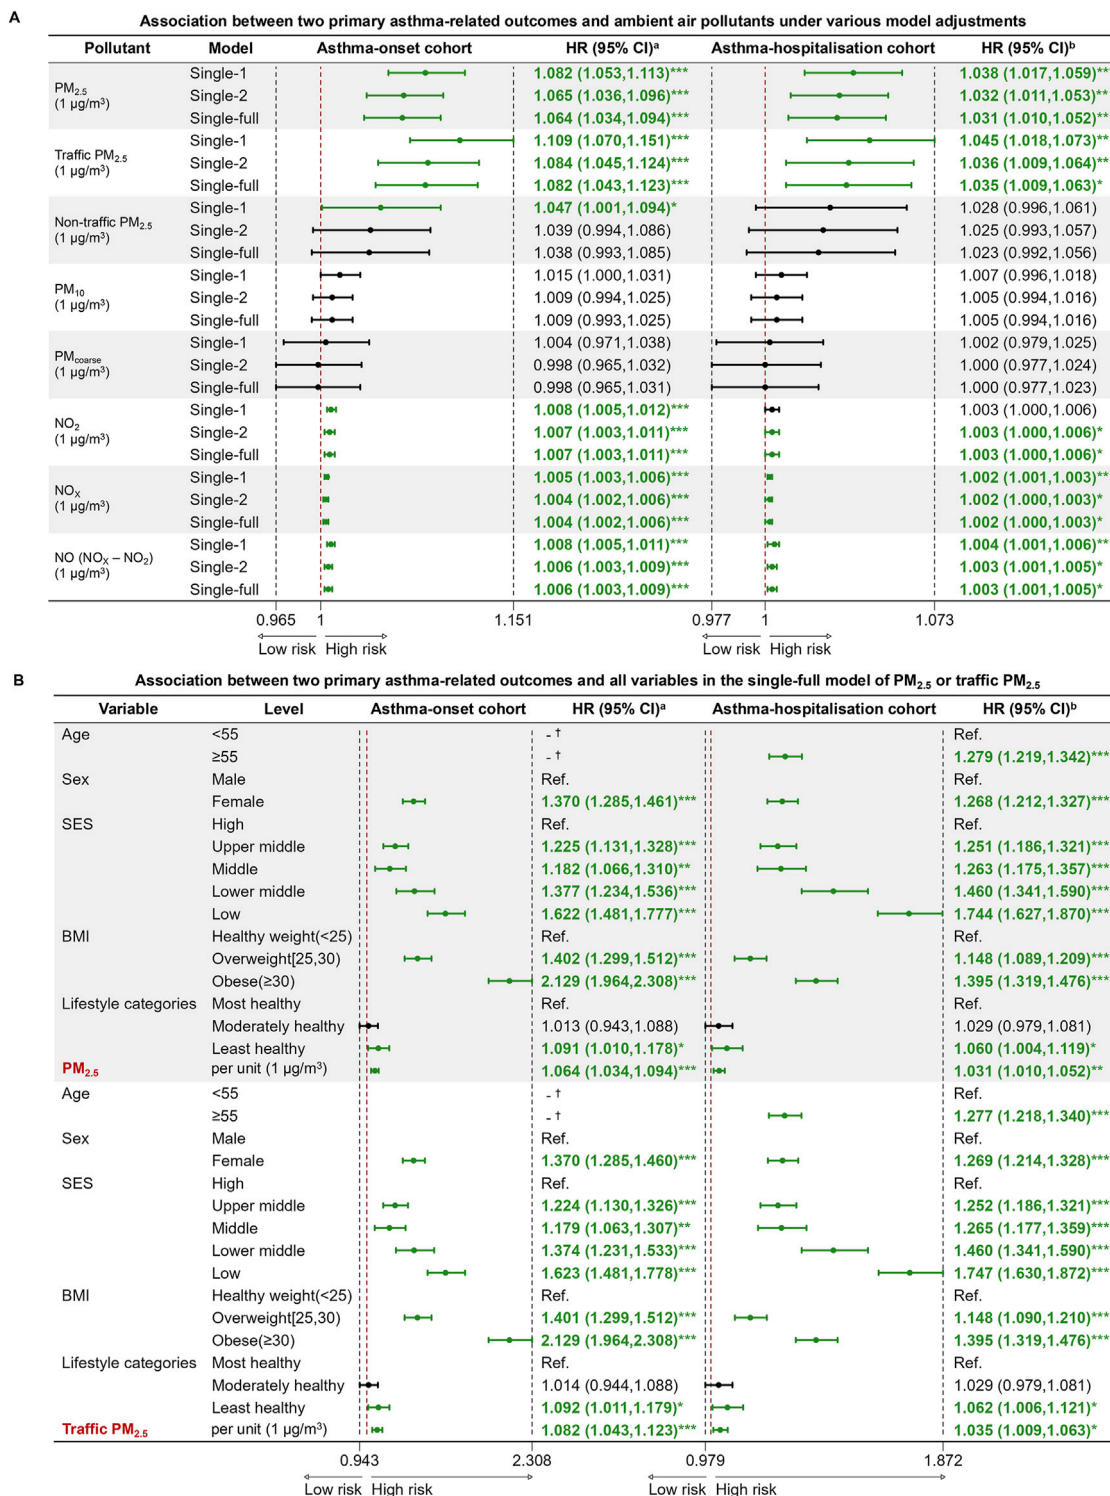 A
Association between two primary asthma-related outcomes and ambient air pollutants under various model adjustments
Pollutant Model Asthma-onset cohort HR (95% CI)ᵃ Asthma-hospitalisation cohort HR (95% CI)ᵇ
PM2.5 (1 µg/m³)
Single-1 1.082 (1.053,1.113)*** 1.038 (1.017,1.059)**
Single-2 1.065 (1.036,1.096)*** 1.032 (1.011,1.053)**
Single-full 1.064 (1.034,1.094)*** 1.031 (1.010,1.052)**
Traffic PM2.5 (1 µg/m³)
Single-1 1.109 (1.070,1.151)*** 1.045 (1.018,1.073)**
Single-2 1.084 (1.045,1.124)*** 1.036 (1.009,1.064)**
Single-full 1.082 (1.043,1.123)*** 1.035 (1.009,1.063)*
Non-traffic PM2.5 (1 µg/m³)
Single-1 1.047 (1.001,1.094)* 1.028 (0.996,1.061)
Single-2 1.039 (0.994,1.086) 1.025 (0.993,1.057)
Single-full 1.038 (0.993,1.085) 1.023 (0.992,1.056)
PM10 (1 µg/m³)
Single-1 1.015 (1.000,1.031) 1.007 (0.996,1.018)
Single-2 1.009 (0.994,1.025) 1.005 (0.994,1.016)
Single-full 1.009 (0.993,1.025) 1.005 (0.994,1.016)
PMcoarse (1 µg/m³)
Single-1 1.004 (0.971,1.038) 1.002 (0.979,1.025)
Single-2 0.998 (0.965,1.032) 1.000 (0.977,1.024)
Single-full 0.998 (0.965,1.031) 1.000 (0.977,1.023)
NO2 (1 µg/m³)
Single-1 1.008 (1.005,1.012)*** 1.003 (1.000,1.006)
Single-2 1.007 (1.003,1.011)*** 1.003 (1.000,1.006)*
Single-full 1.007 (1.003,1.011)*** 1.003 (1.000,1.006)*
NOX (1 µg/m³)
Single-1 1.005 (1.003,1.006)*** 1.002 (1.001,1.003)**
Single-2 1.004 (1.002,1.006)*** 1.002 (1.000,1.003)*
Single-full 1.004 (1.002,1.006)*** 1.002 (1.000,1.003)*
NO (NOX – NO2) (1 µg/m³)
Single-1 1.008 (1.005,1.011)*** 1.004 (1.001,1.006)**
Single-2 1.006 (1.003,1.009)*** 1.003 (1.001,1.005)*
Single-full 1.006 (1.003,1.009)*** 1.003 (1.001,1.005)*
0.965 1 1.151 0.977 1 1.073
Low risk High risk Low risk High risk
B
Association between two primary asthma-related outcomes and all variables in the single-full model of PM2.5 or traffic PM2.5
Variable Level Asthma-onset cohort HR (95% CI)ᵃ Asthma-hospitalisation cohort HR (95% CI)ᵇ
Age <55 - † Ref.
≥55 - † 1.279 (1.219,1.342)***
Sex Male Ref. Ref.
Female 1.370 (1.285,1.461)*** 1.268 (1.212,1.327)***
SES High Ref. Ref.
Upper middle 1.225 (1.131,1.328)*** 1.251 (1.186,1.321)***
Middle 1.182 (1.066,1.310)** 1.263 (1.175,1.357)***
Lower middle 1.377 (1.234,1.536)*** 1.460 (1.341,1.590)***
Low 1.622 (1.481,1.777)*** 1.744 (1.627,1.870)***
BMI Healthy weight(<25) Ref. Ref.
Overweight[25,30) 1.402 (1.299,1.512)*** 1.148 (1.089,1.209)***
Obese(≥30) 2.129 (1.964,2.308)*** 1.395 (1.319,1.476)***
Lifestyle categories Most healthy Ref. Ref.
Moderately healthy 1.013 (0.943,1.088) 1.029 (0.979,1.081)
Least healthy 1.091 (1.010,1.178)* 1.060 (1.004,1.119)*
PM2.5 per unit (1 µg/m³) 1.064 (1.034,1.094)*** 1.031 (1.010,1.052)**
Age <55 - † Ref.
≥55 - † 1.277 (1.218,1.340)***
Sex Male Ref. Ref.
Female 1.370 (1.285,1.460)*** 1.269 (1.214,1.328)***
SES High Ref. Ref.
Upper middle 1.224 (1.130,1.326)*** 1.252 (1.186,1.321)***
Middle 1.179 (1.063,1.307)** 1.265 (1.177,1.359)***
Lower middle 1.374 (1.231,1.533)*** 1.460 (1.341,1.590)***
Low 1.623 (1.481,1.778)*** 1.747 (1.630,1.872)***
BMI Healthy weight(<25) Ref. Ref.
Overweight[25,30) 1.401 (1.299,1.512)*** 1.148 (1.090,1.210)***
Obese(≥30) 2.129 (1.964,2.308)*** 1.395 (1.319,1.476)***
Lifestyle categories Most healthy Ref. Ref.
Moderately healthy 1.014 (0.944,1.088) 1.029 (0.979,1.081)
Least healthy 1.092 (1.011,1.179)* 1.062 (1.006,1.121)*
Traffic PM2.5 per unit (1 µg/m³) 1.082 (1.043,1.123)*** 1.035 (1.009,1.063)*
0.943 2.308 0.979 1.872
Low risk High risk Low risk High risk